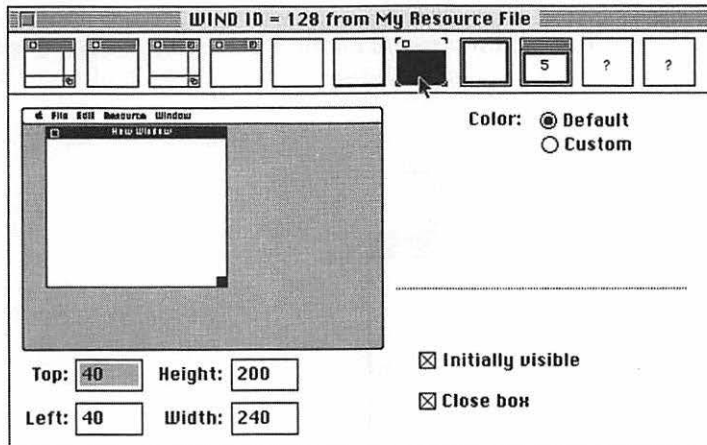 WIND ID = 128 from My Resource File
5 ? ?
File Edit Resource Window
New Window
Color: Default
Custom
Top: 40 Height: 200
Left: 40 Width: 240
Initially visible
Close box